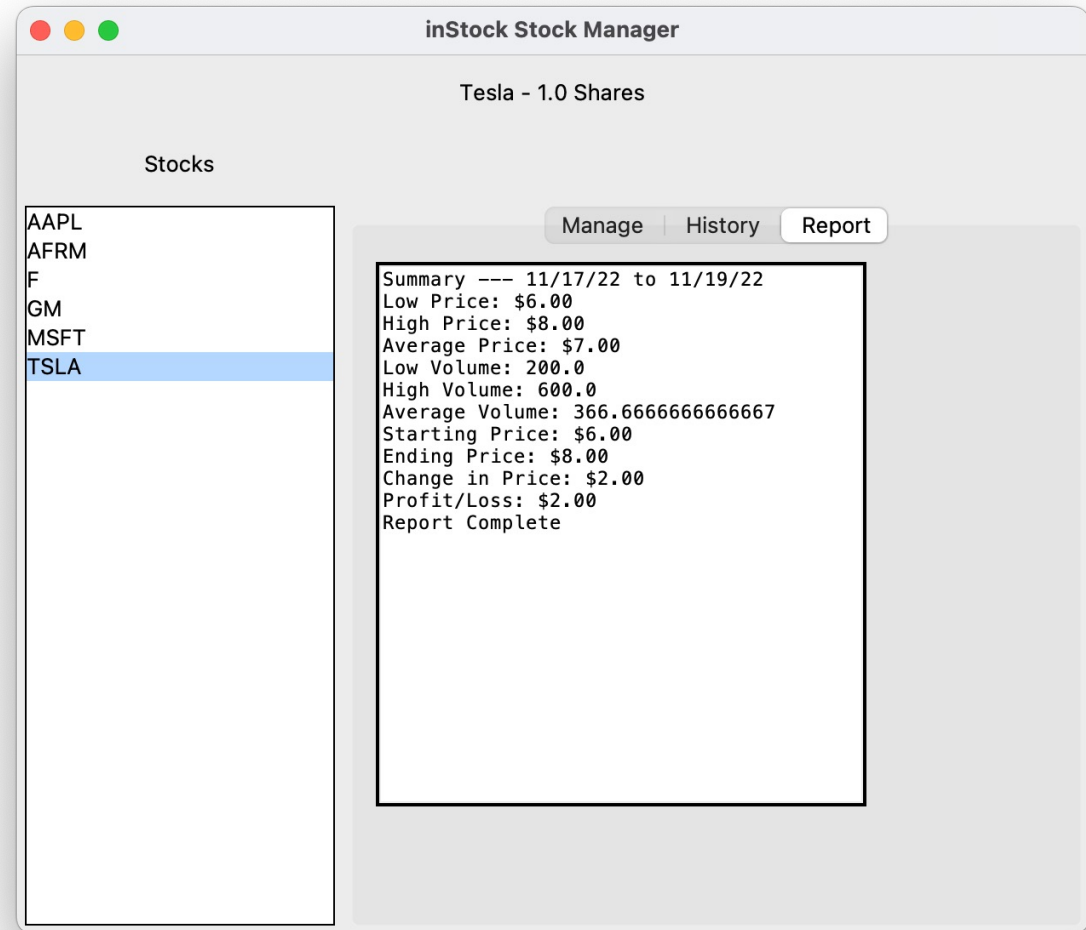 inStock Stock Manager
Tesla - 1.0 Shares
Stocks
AAPL
AFRM
F
GM
MSFT
TSLA
Manage History Report
Summary --- 11/17/22 to 11/19/22
Low Price: $6.00
High Price: $8.00
Average Price: $7.00
Low Volume: 200.0
High Volume: 600.0
Average Volume: 366.6666666666667
Starting Price: $6.00
Ending Price: $8.00
Change in Price: $2.00
Profit/Loss: $2.00
Report Complete